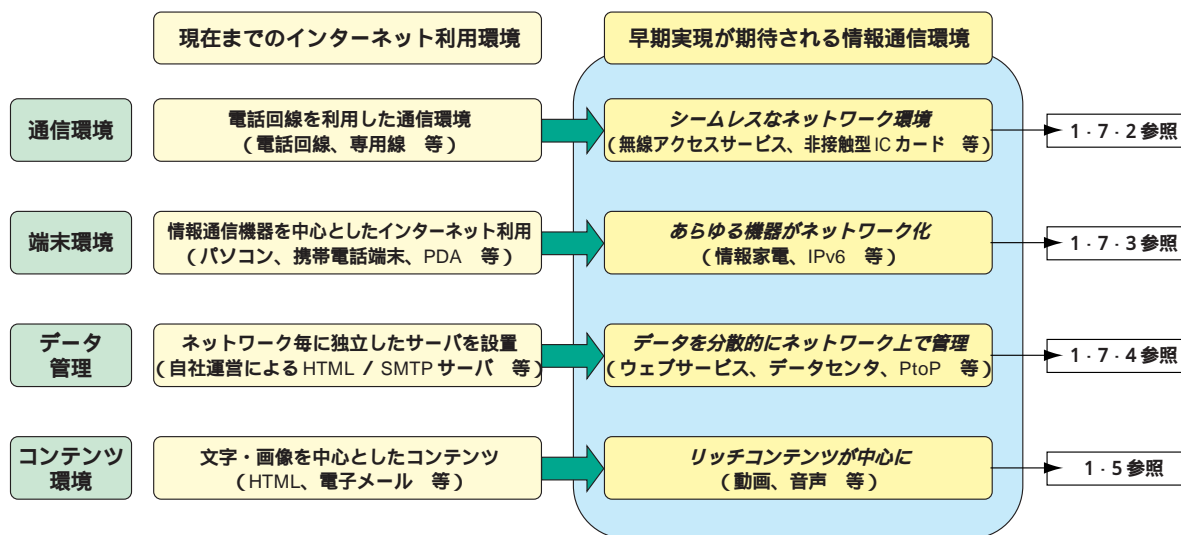 現在までのインターネット利用環境
早期実現が期待される情報通信環境
通信環境
電話回線を利用した通信環境
(電話回線、専用線 等)
シームレスなネットワーク環境
(無線アクセスサービス、非接触型ICカード 等)
1・7・2参照
端末環境
情報通信機器を中心としたインターネット利用
(パソコン、携帯電話端末、PDA 等)
あらゆる機器がネットワーク化
(情報家電、IPv6 等)
1・7・3参照
データ
管理
ネットワーク毎に独立したサーバを設置
(自社運営によるHTML / SMTPサーバ 等)
データを分散的にネットワーク上で管理
(ウェブサービス、データセンタ、PtoP 等)
1・7・4参照
コンテンツ
環境
文字・画像を中心としたコンテンツ
(HTML、電子メール 等)
リッチコンテンツが中心に
(動画、音声 等)
1・5参照